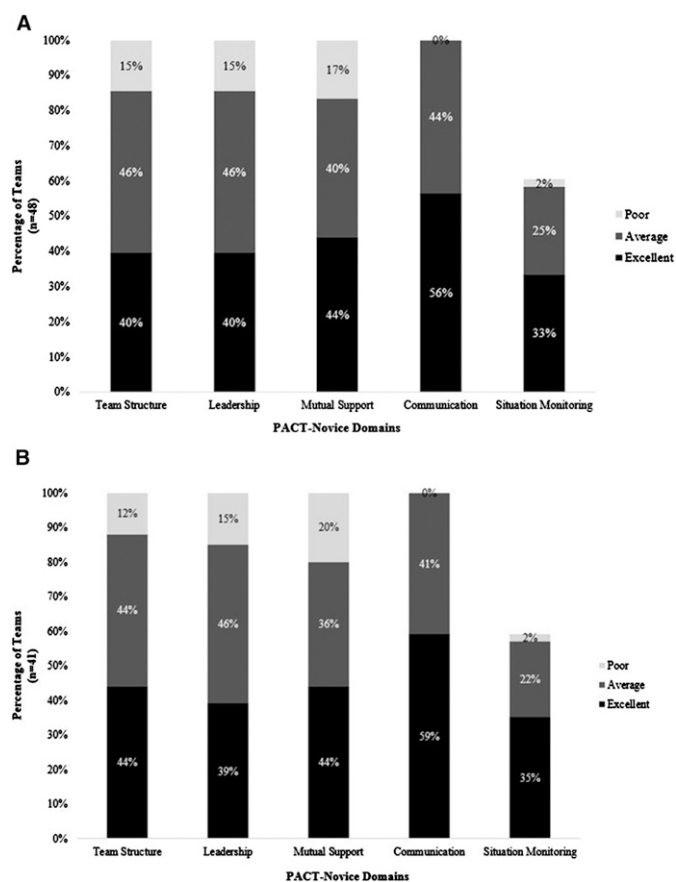 A
100%
90%
80%
70%
60%
50%
40%
30%
20%
10%
0%
Percentage of Teams
(n=48)
15% 15% 17% 0%
46% 46% 40% 44% 2%
25%
40% 40% 44% 56% 33%
Poor
Average
Excellent
Team Structure Leadership Mutual Support Communication Situation Monitoring
PACT-Novice Domains
B
100%
90%
80%
70%
60%
50%
40%
30%
20%
10%
0%
Percentage of Teams
(n=41)
12% 15% 20% 0%
44% 46% 36% 41% 2%
22%
44% 39% 44% 59% 35%
Poor
Average
Excellent
Team Structure Leadership Mutual Support Communication Situation Monitoring
PACT-Novice Domains